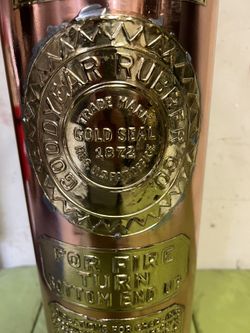 GOODYEAR RUBBER CO.
TRADE MARK
GOLD SEAL
1872
FOR FIRE
TURN
BOTTOM END UP